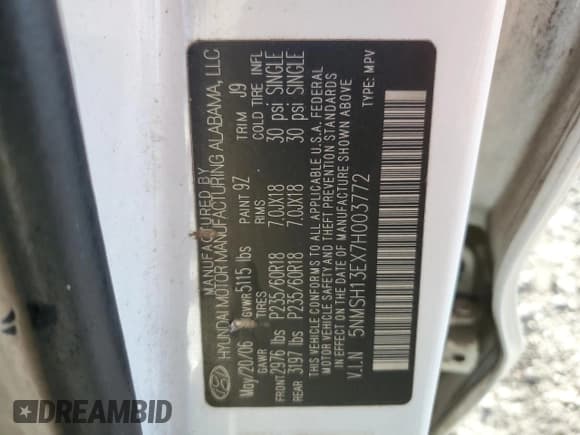 MANUFACTURED BY
HYUNDAI MOTOR MANUFACTURING ALABAMA, LLC
May/20/06 GVWR 5115 lbs PAINT 9Z TRIM J9
GAWR TIRES RIMS COLD TIRE INFL
FRONT 2976 lbs P235/60R18 7.0JX18 30 psi SINGLE
REAR 3197 lbs P235/60R18 7.0JX18 30 psi SINGLE
THIS VEHICLE CONFORMS TO ALL APPLICABLE U.S.A. FEDERAL
MOTOR VEHICLE SAFETY AND THEFT PREVENTION STANDARDS
IN EFFECT ON THE DATE OF MANUFACTURE SHOWN ABOVE
V.I.N 5NMSH13EX7H003772 TYPE: MPV
DREAMBID